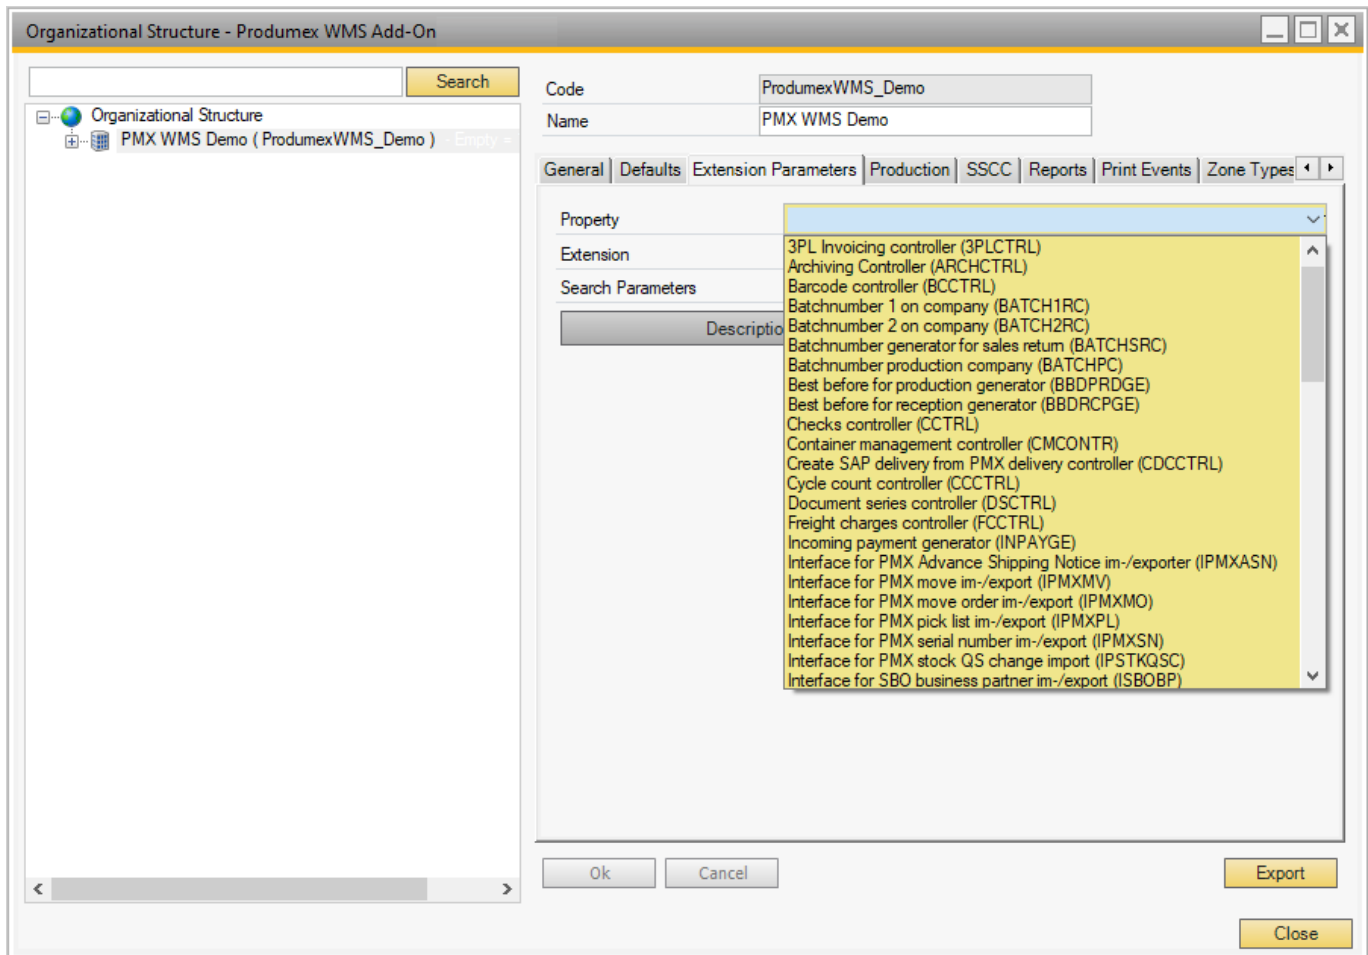 Organizational Structure - Produmex WMS Add-On
Search
Organizational Structure
PMX WMS Demo ( ProdumexWMS_Demo ) - Empty =
Code ProdumexWMS_Demo
Name PMX WMS Demo
General Defaults Extension Parameters Production SSCC Reports Print Events Zone Types
Property
Extension
Search Parameters
Descriptio
3PL Invoicing controller (3PLCTRL)
Archiving Controller (ARCHCTRL)
Barcode controller (BCCTRL)
Batchnumber 1 on company (BATCH1RC)
Batchnumber 2 on company (BATCH2RC)
Batchnumber generator for sales return (BATCHSRC)
Batchnumber production company (BATCHPC)
Best before for production generator (BBDPRDGE)
Best before for reception generator (BBDRCPGE)
Checks controller (CCTRL)
Container management controller (CMCONTR)
Create SAP delivery from PMX delivery controller (CDCCTRL)
Cycle count controller (CCCTRL)
Document series controller (DSCTRL)
Freight charges controller (FCCTRL)
Incoming payment generator (INPAYGE)
Interface for PMX Advance Shipping Notice im-/exporter (IPMXASN)
Interface for PMX move im-/export (IPMXMV)
Interface for PMX move order im-/export (IPMXMO)
Interface for PMX pick list im-/export (IPMXPL)
Interface for PMX serial number im-/export (IPMXSN)
Interface for PMX stock QS change import (IPSTKQSC)
Interface for SBO business partner im-/export (ISBOBP)
Ok Cancel Export
Close